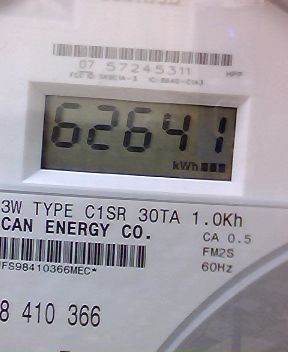 07 57245311 HPP
62641
kWh
3W TYPE C1SR 30TA 1.0Kh
CAN ENERGY CO.
CA 0.5
FM2S
60Hz
FS98410366MEC*
8 410 366